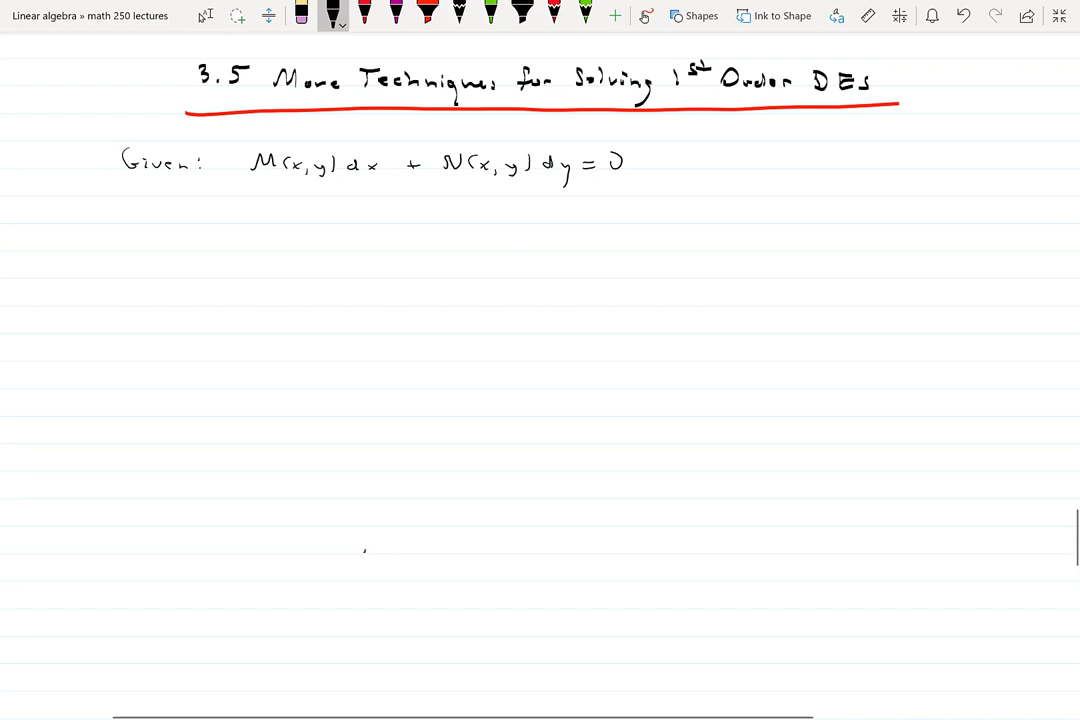 Linear algebra » math 250 lectures
Shapes
Ink to Shape
3.5 More Techniques for Solving 1st Order DEs
Given: M(x,y)dx + N(x,y)dy = 0